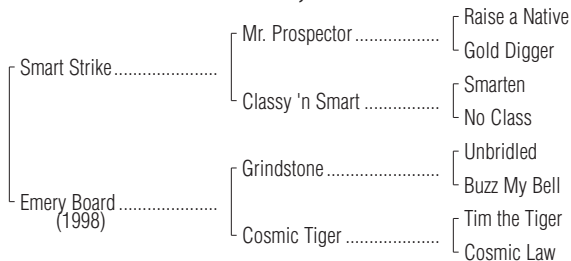 Raise a Native
Mr. Prospector ..................
Gold Digger
Smart Strike ......................
Smarten
Classy 'n Smart ................
No Class
Unbridled
Grindstone ........................
Buzz My Bell
Emery Board .....................
(1998)
Tim the Tiger
Cosmic Tiger ....................
Cosmic Law